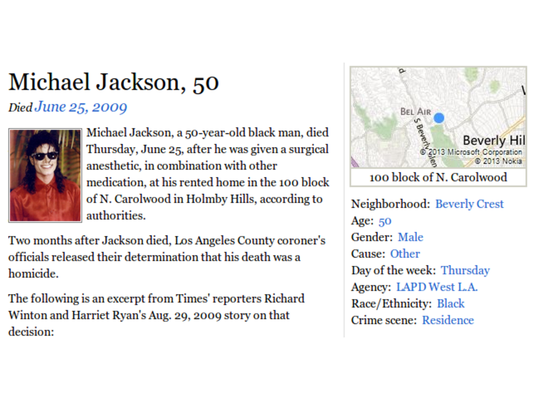 Michael Jackson, 50
Died June 25, 2009
Michael Jackson, a 50-year-old black man, died
Thursday, June 25, after he was given a surgical
anesthetic, in combination with other
medication, at his rented home in the 100 block
of N. Carolwood in Holmby Hills, according to
authorities.
Two months after Jackson died, Los Angeles County coroner's
officials released their determination that his death was a
homicide.
The following is an excerpt from Times' reporters Richard
Winton and Harriet Ryan's Aug. 29, 2009 story on that
decision:
BEL AIR
S Beverly Glen
Beverly Hil
© 2013 Microsoft Corporation
© 2013 Nokia
100 block of N. Carolwood
Neighborhood: Beverly Crest
Age: 50
Gender: Male
Cause: Other
Day of the week: Thursday
Agency: LAPD West L.A.
Race/Ethnicity: Black
Crime scene: Residence